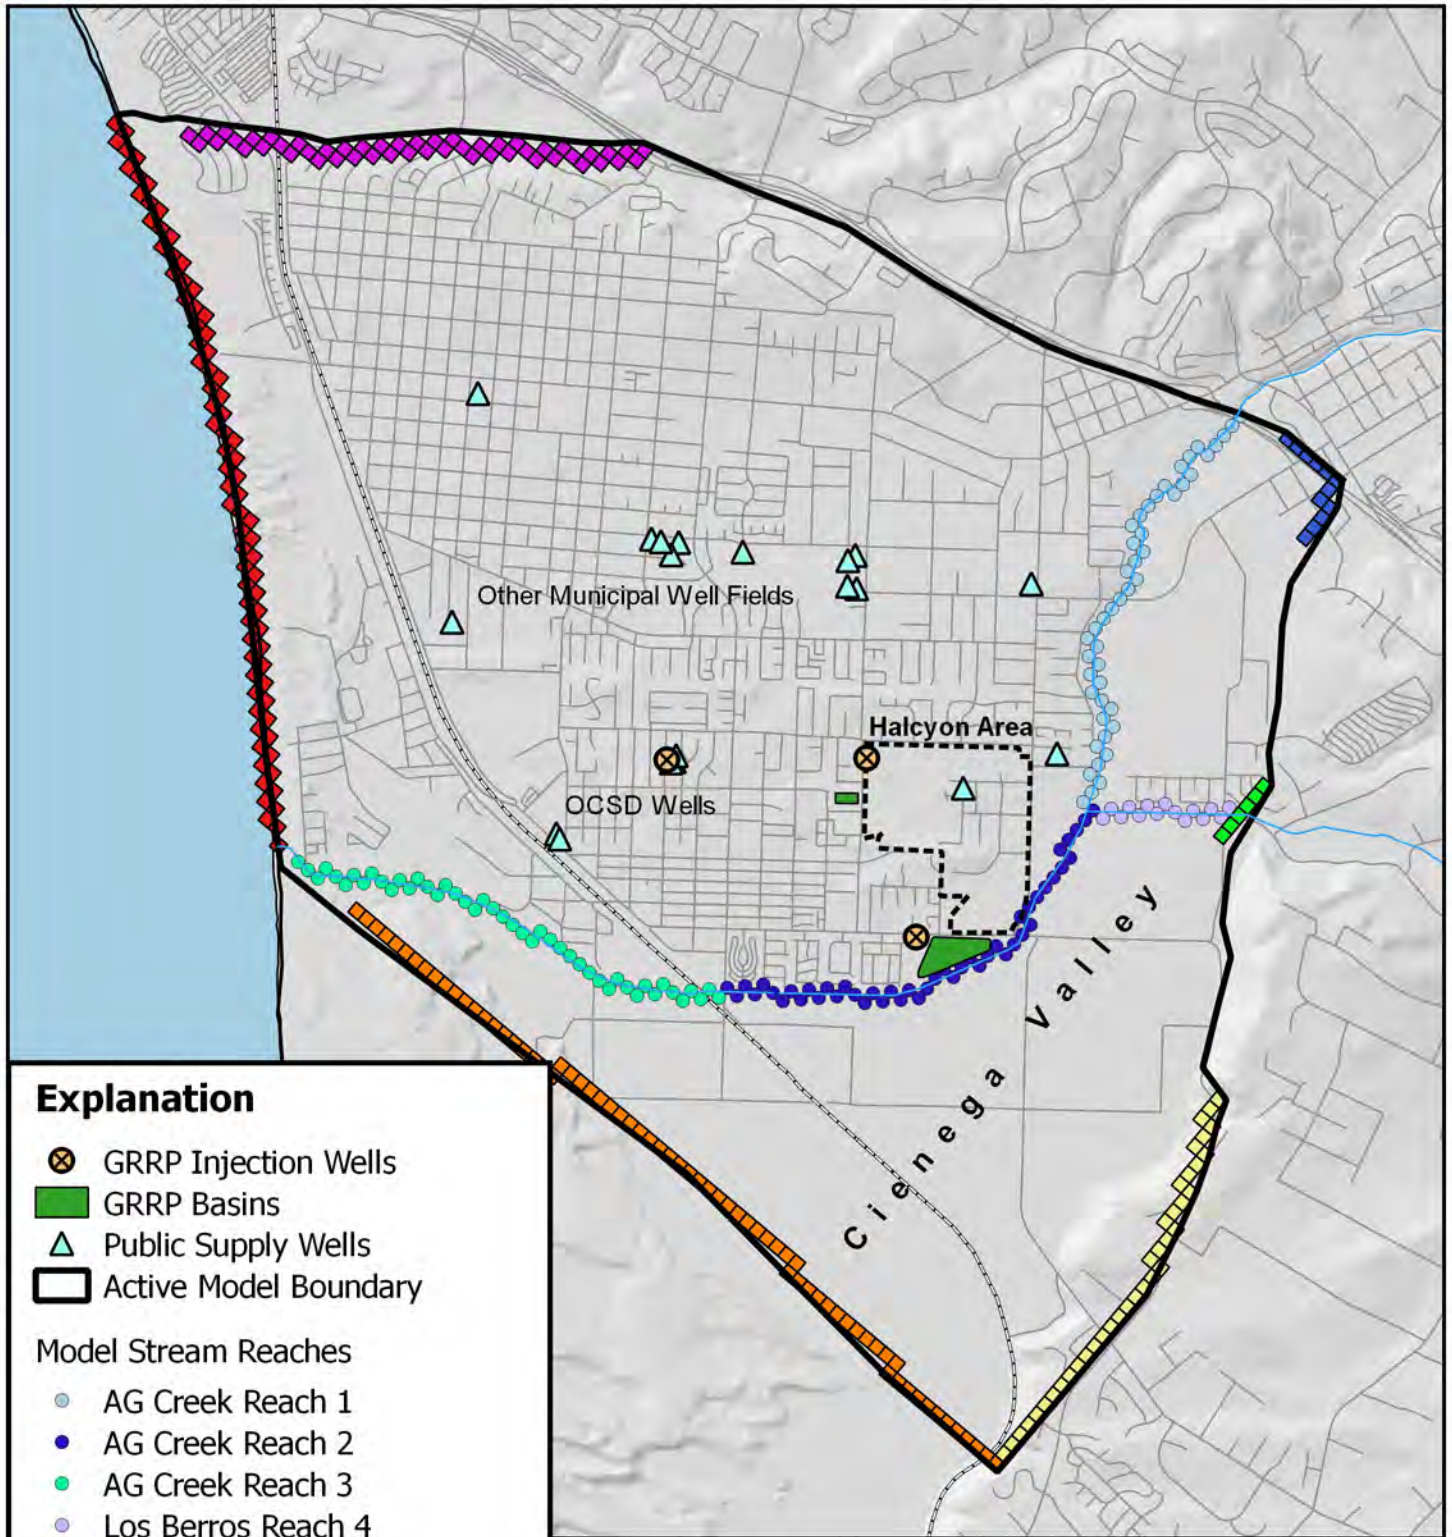 Other Municipal Well Fields
Halcyon Area
OCSD Wells
Cienega Valley
Explanation
GRRP Injection Wells
GRRP Basins
Public Supply Wells
Active Model Boundary
Model Stream Reaches
AG Creek Reach 1
AG Creek Reach 2
AG Creek Reach 3
Los Berros Reach 4